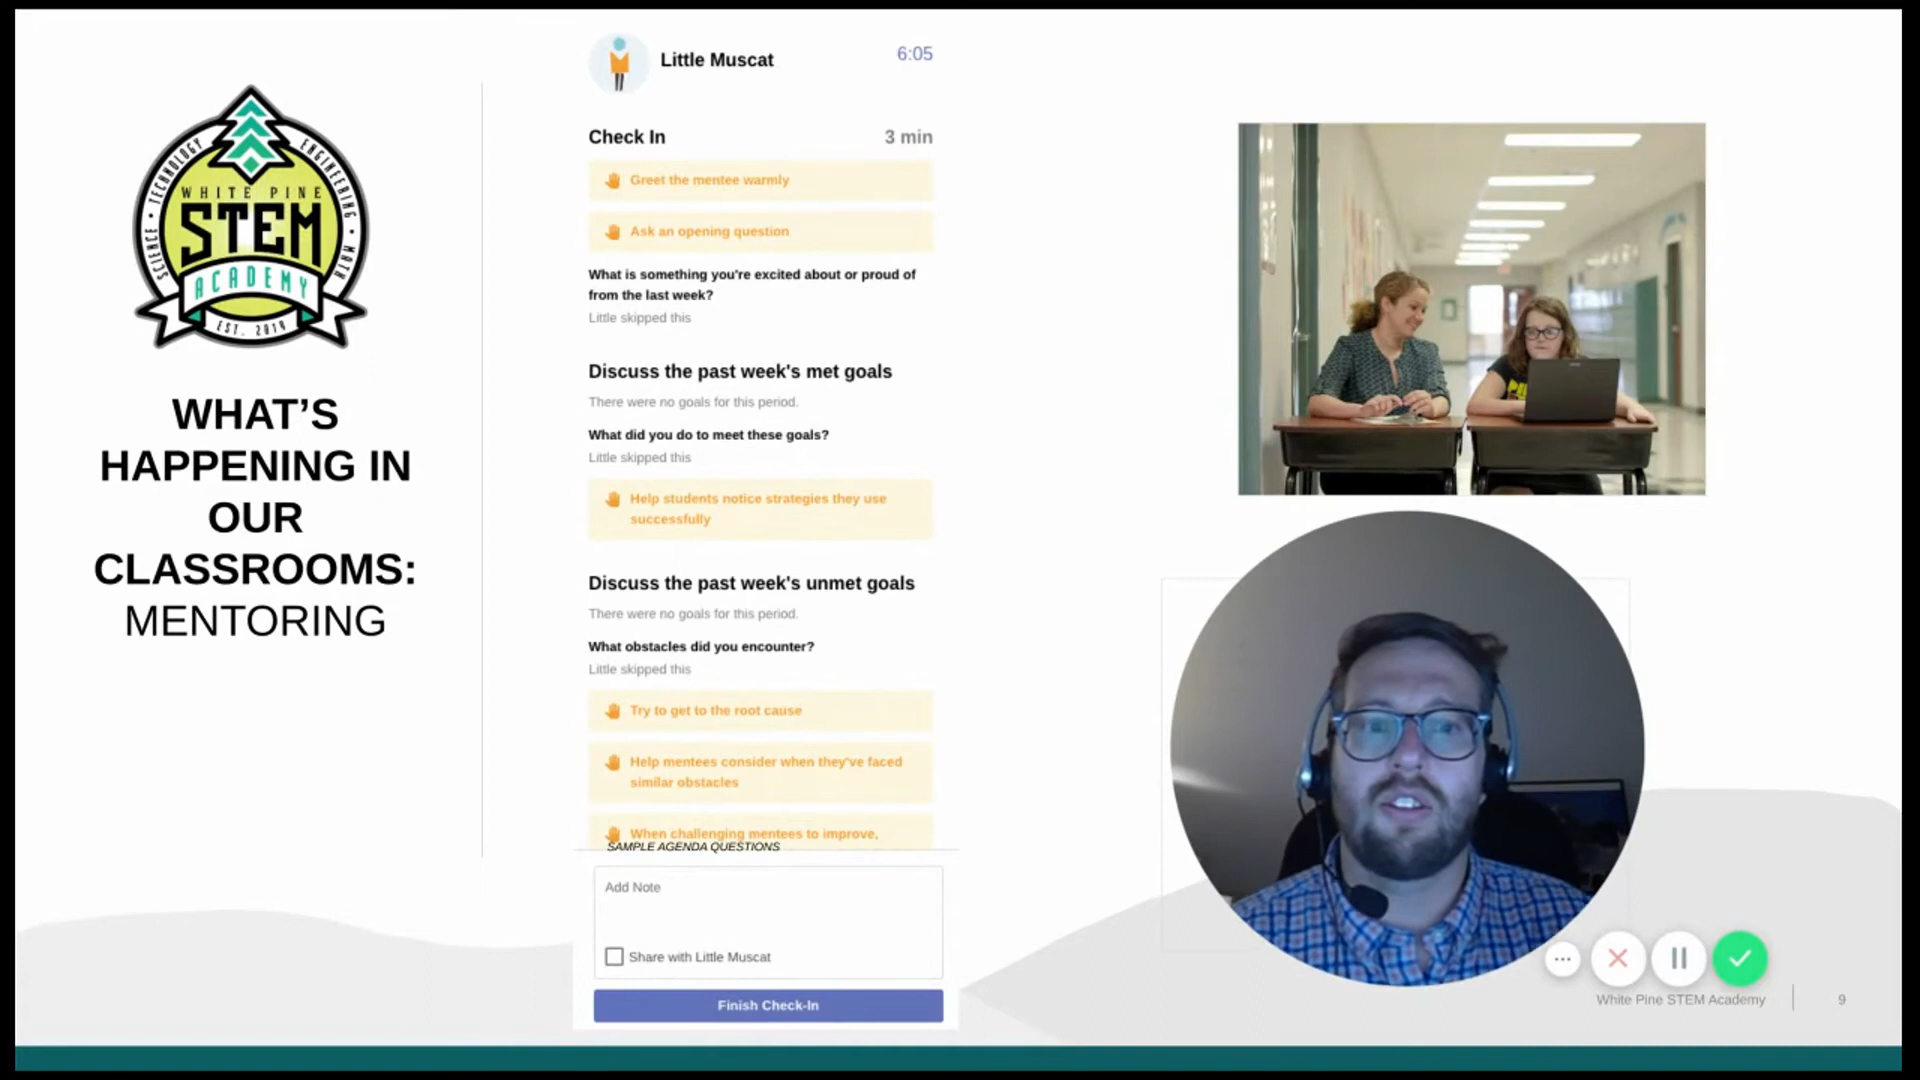 TECHNOLOGY
ENGINEERING
SCIENCE • • MATH
WHITE PINE
STEM
ACADEMY
EST. 2019
WHAT’S
HAPPENING IN
OUR
CLASSROOMS:
MENTORING
Little Muscat
6:05
Check In
3 min
Greet the mentee warmly
Ask an opening question
What is something you're excited about or proud of
from the last week?
Little skipped this
Discuss the past week's met goals
There were no goals for this period.
What did you do to meet these goals?
Little skipped this
Help students notice strategies they use
successfully
Discuss the past week's unmet goals
There were no goals for this period.
What obstacles did you encounter?
Little skipped this
Try to get to the root cause
Help mentees consider when they've faced
similar obstacles
When challenging mentees to improve,
SAMPLE AGENDA QUESTIONS
Add Note
Share with Little Muscat
Finish Check-In
White Pine STEM Academy
9